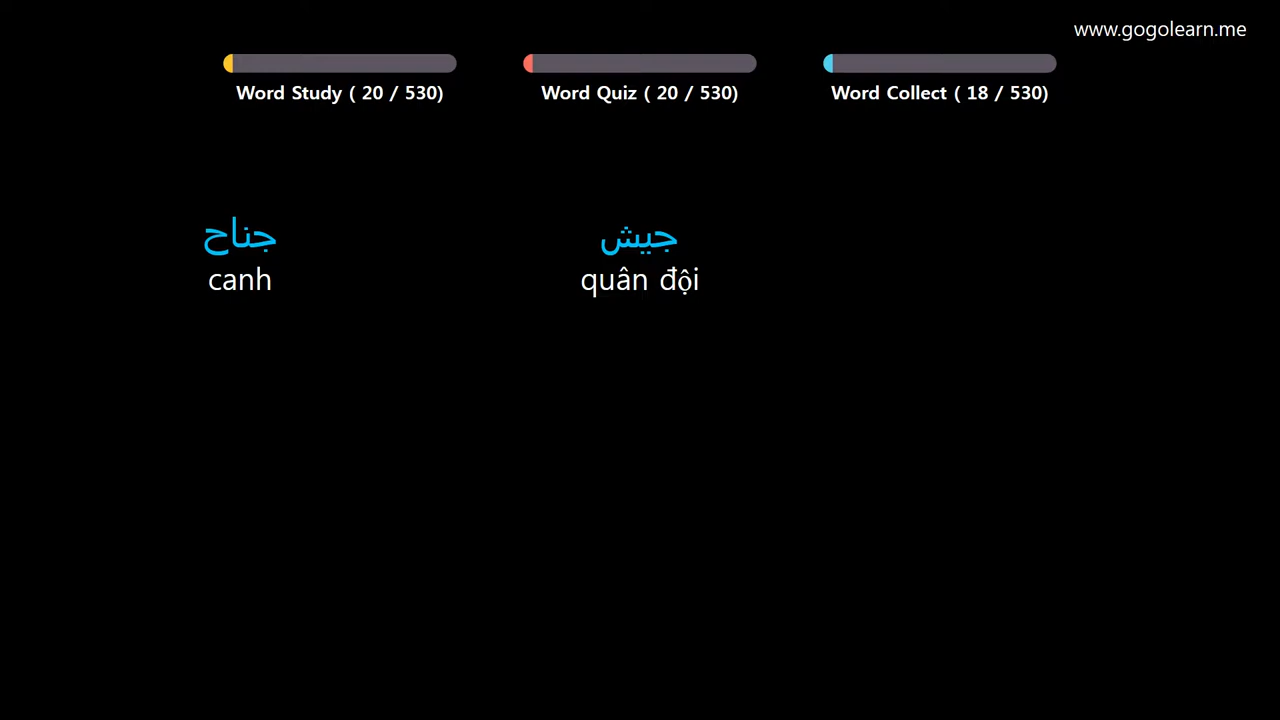 www.gogolearn.me
Word Study ( 20 / 530)
Word Quiz ( 20 / 530)
Word Collect ( 18 / 530)
جناح
canh
جيش
quân đội